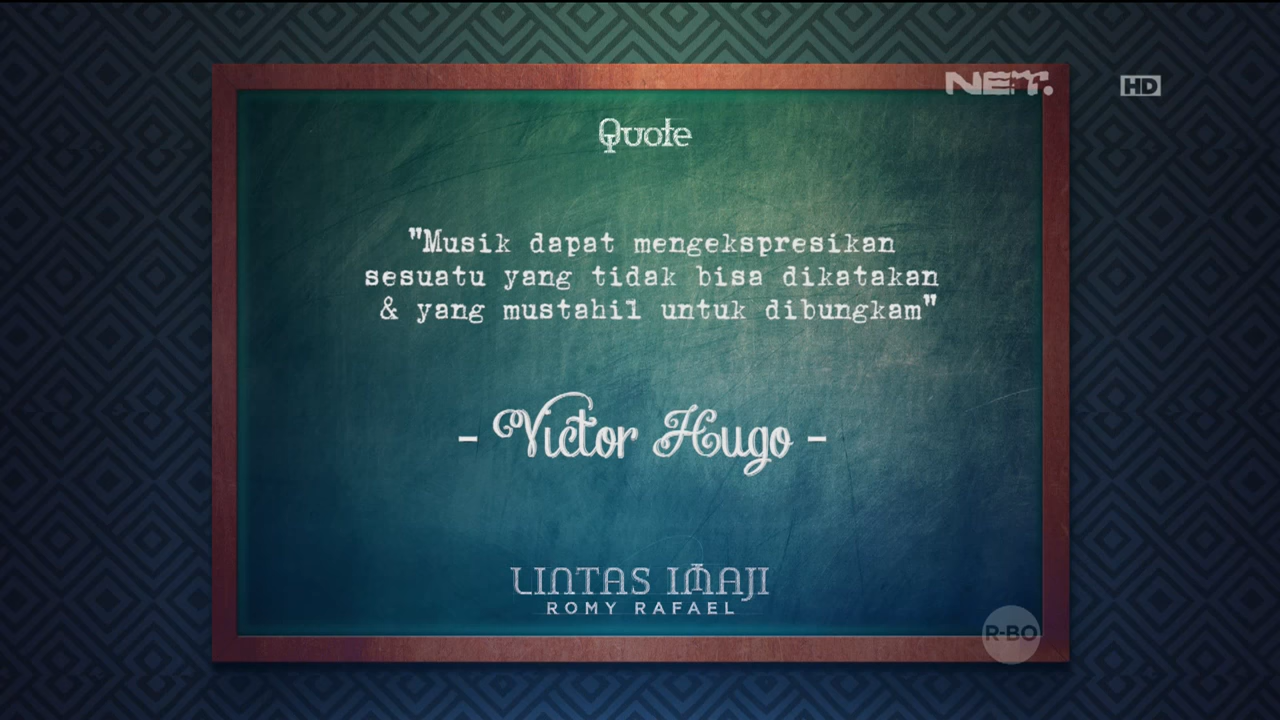 NET.
HD
Quote
"Musik dapat mengekspresikan
sesuatu yang tidak bisa dikatakan
& yang mustahil untuk dibungkam"
- Victor Hugo -
LINTAS IMAJI
ROMY RAFAEL
R-BO